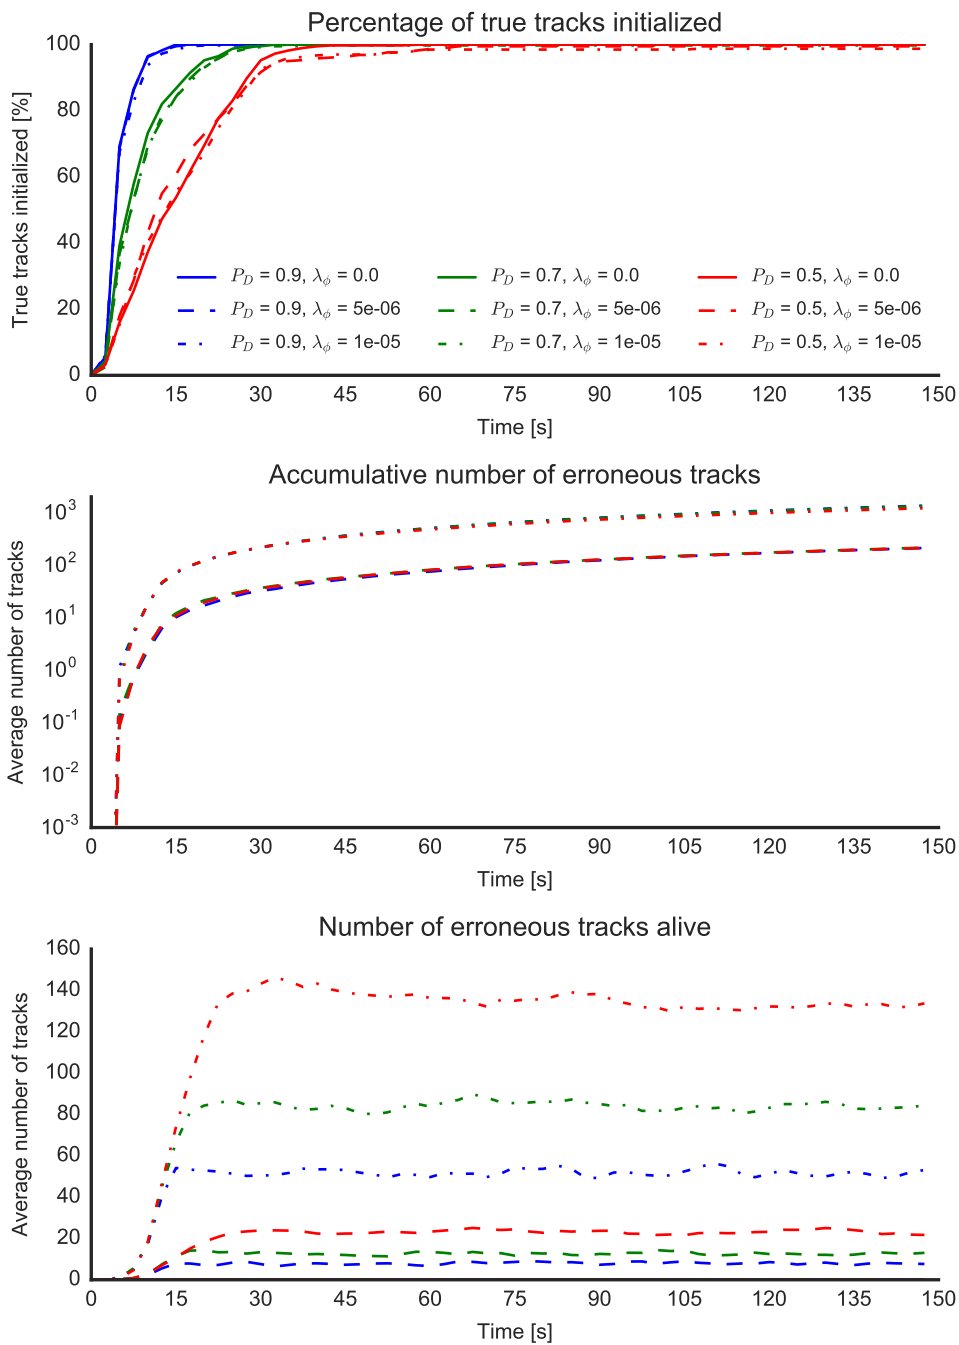 Percentage of true tracks initialized
True tracks initialized [%]
100
80
60
40
20
0
P_D = 0.9, λ_ϕ = 0.0
P_D = 0.7, λ_ϕ = 0.0
P_D = 0.5, λ_ϕ = 0.0
P_D = 0.9, λ_ϕ = 5e-06
P_D = 0.7, λ_ϕ = 5e-06
P_D = 0.5, λ_ϕ = 5e-06
P_D = 0.9, λ_ϕ = 1e-05
P_D = 0.7, λ_ϕ = 1e-05
P_D = 0.5, λ_ϕ = 1e-05
0 15 30 45 60 75 90 105 120 135 150
Time [s]
Accumulative number of erroneous tracks
Average number of tracks
10^3
10^2
10^1
10^0
10^-1
10^-2
10^-3
0 15 30 45 60 75 90 105 120 135 150
Time [s]
Number of erroneous tracks alive
Average number of tracks
160
140
120
100
80
60
40
20
0
0 15 30 45 60 75 90 105 120 135 150
Time [s]